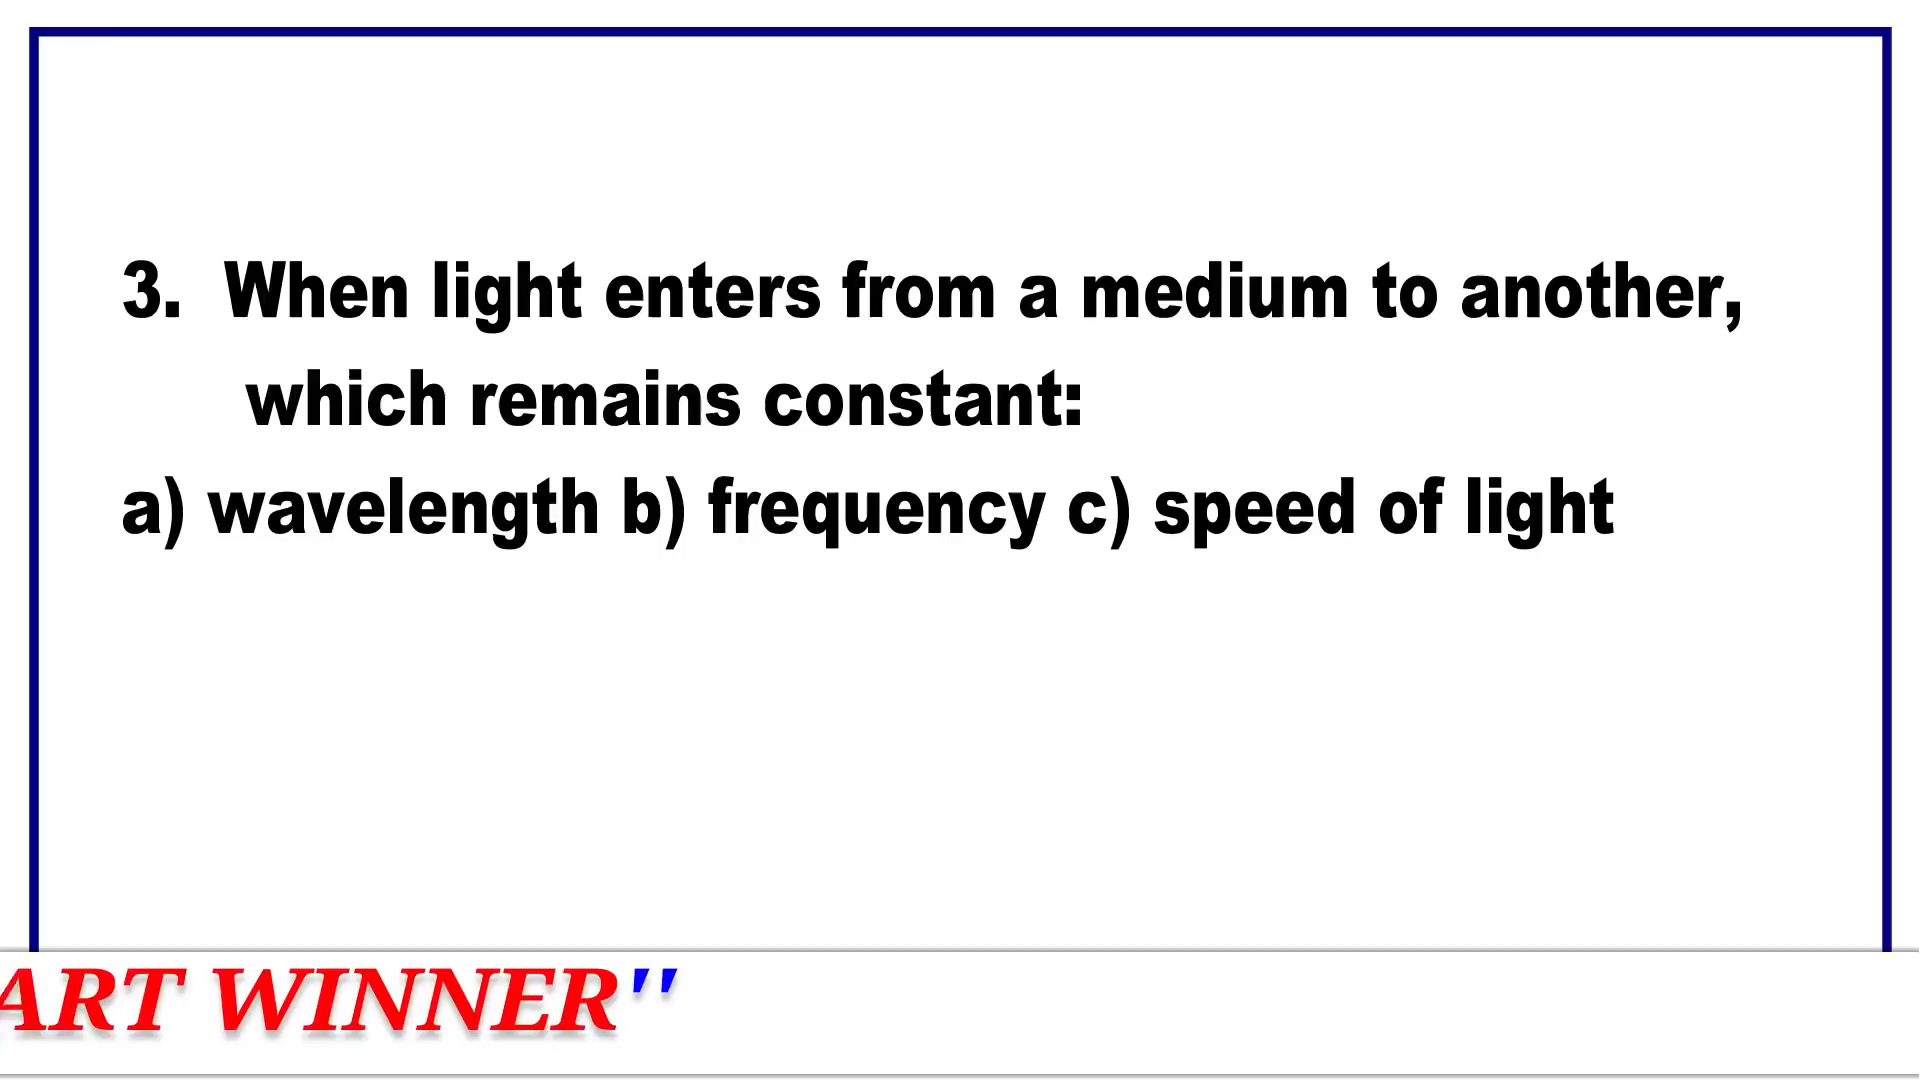 3. When light enters from a medium to another,
which remains constant:
a) wavelength b) frequency c) speed of light
ART WINNER"